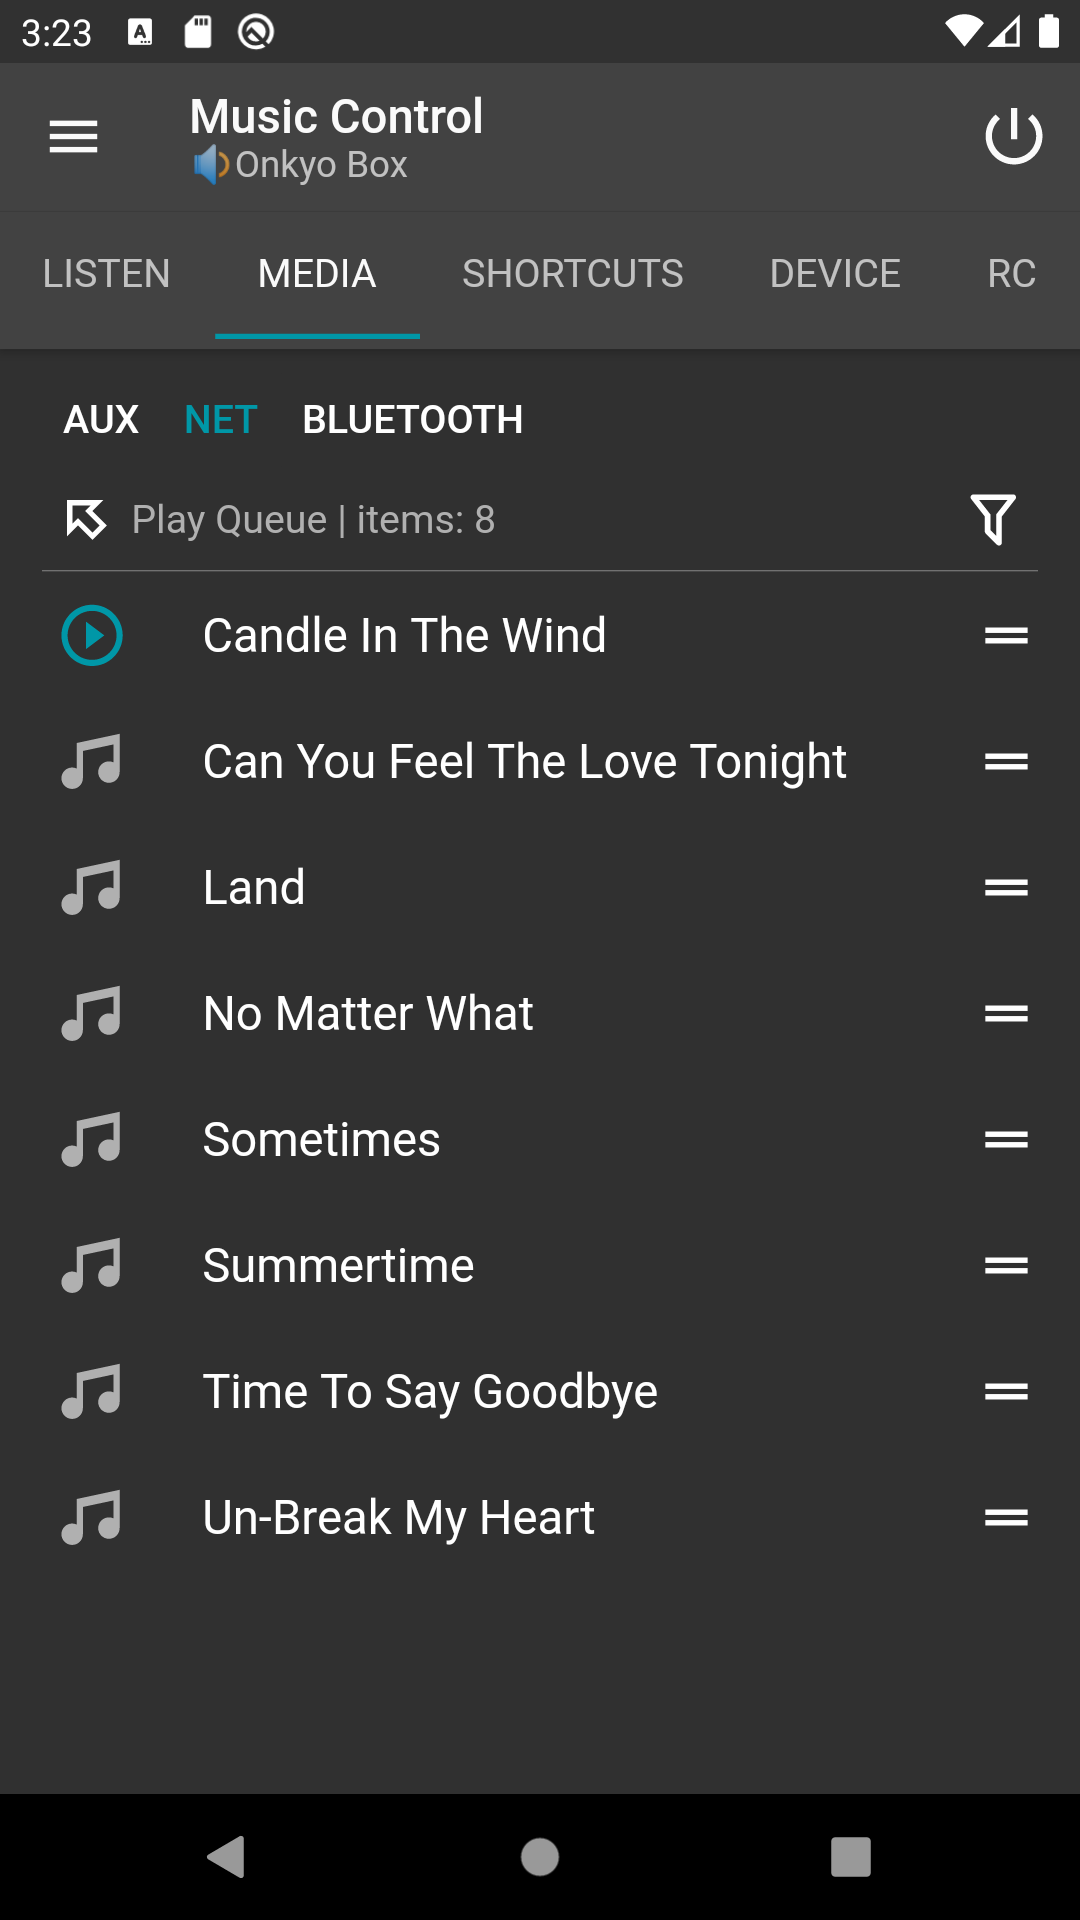 3:23
Music Control
Onkyo Box
LISTEN MEDIA SHORTCUTS DEVICE RC
AUX NET BLUETOOTH
Play Queue | items: 8
Candle In The Wind
Can You Feel The Love Tonight
Land
No Matter What
Sometimes
Summertime
Time To Say Goodbye
Un-Break My Heart